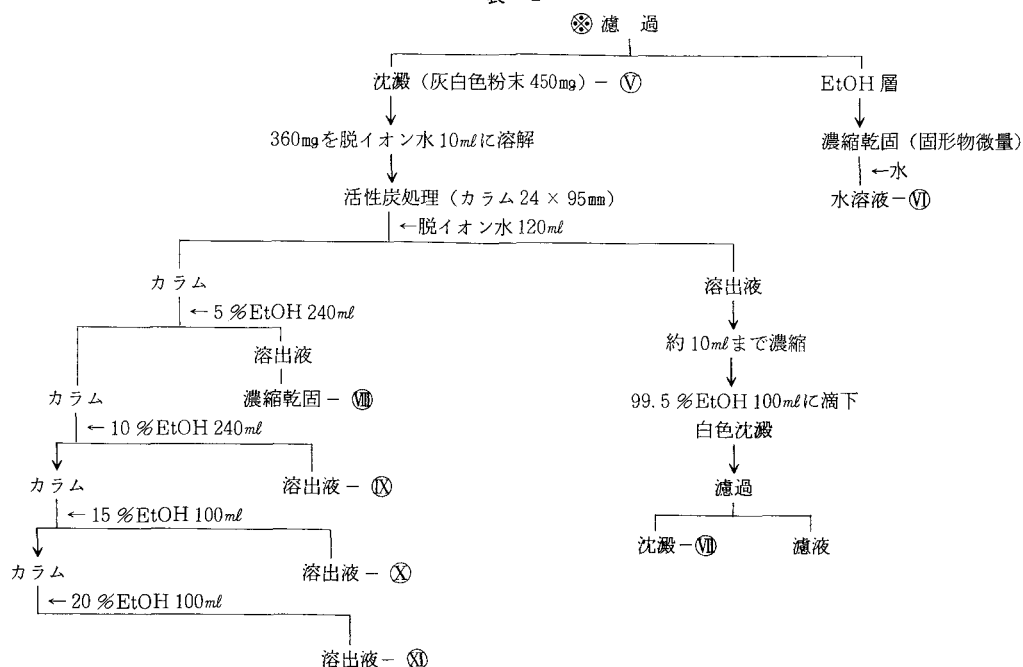 ※ 濾過
沈澱（灰白色粉末 450mg）－Ⓥ
EtOH 層
360mgを脱イオン水10mlに溶解
濃縮乾固（固形物微量）
←水
活性炭処理（カラム 24 × 95mm）
水溶液－Ⅵ
←脱イオン水 120ml
カラム
溶出液
← 5 %EtOH 240ml
約10mlまで濃縮
溶出液
カラム
濃縮乾固－Ⅷ
99.5 %EtOH 100mlに滴下
← 10 %EtOH 240ml
白色沈澱
カラム
溶出液－Ⅸ
濾過
← 15 %EtOH 100ml
沈澱－Ⅶ
濾液
カラム
溶出液－Ⓧ
← 20 %EtOH 100ml
溶出液－Ⅺ